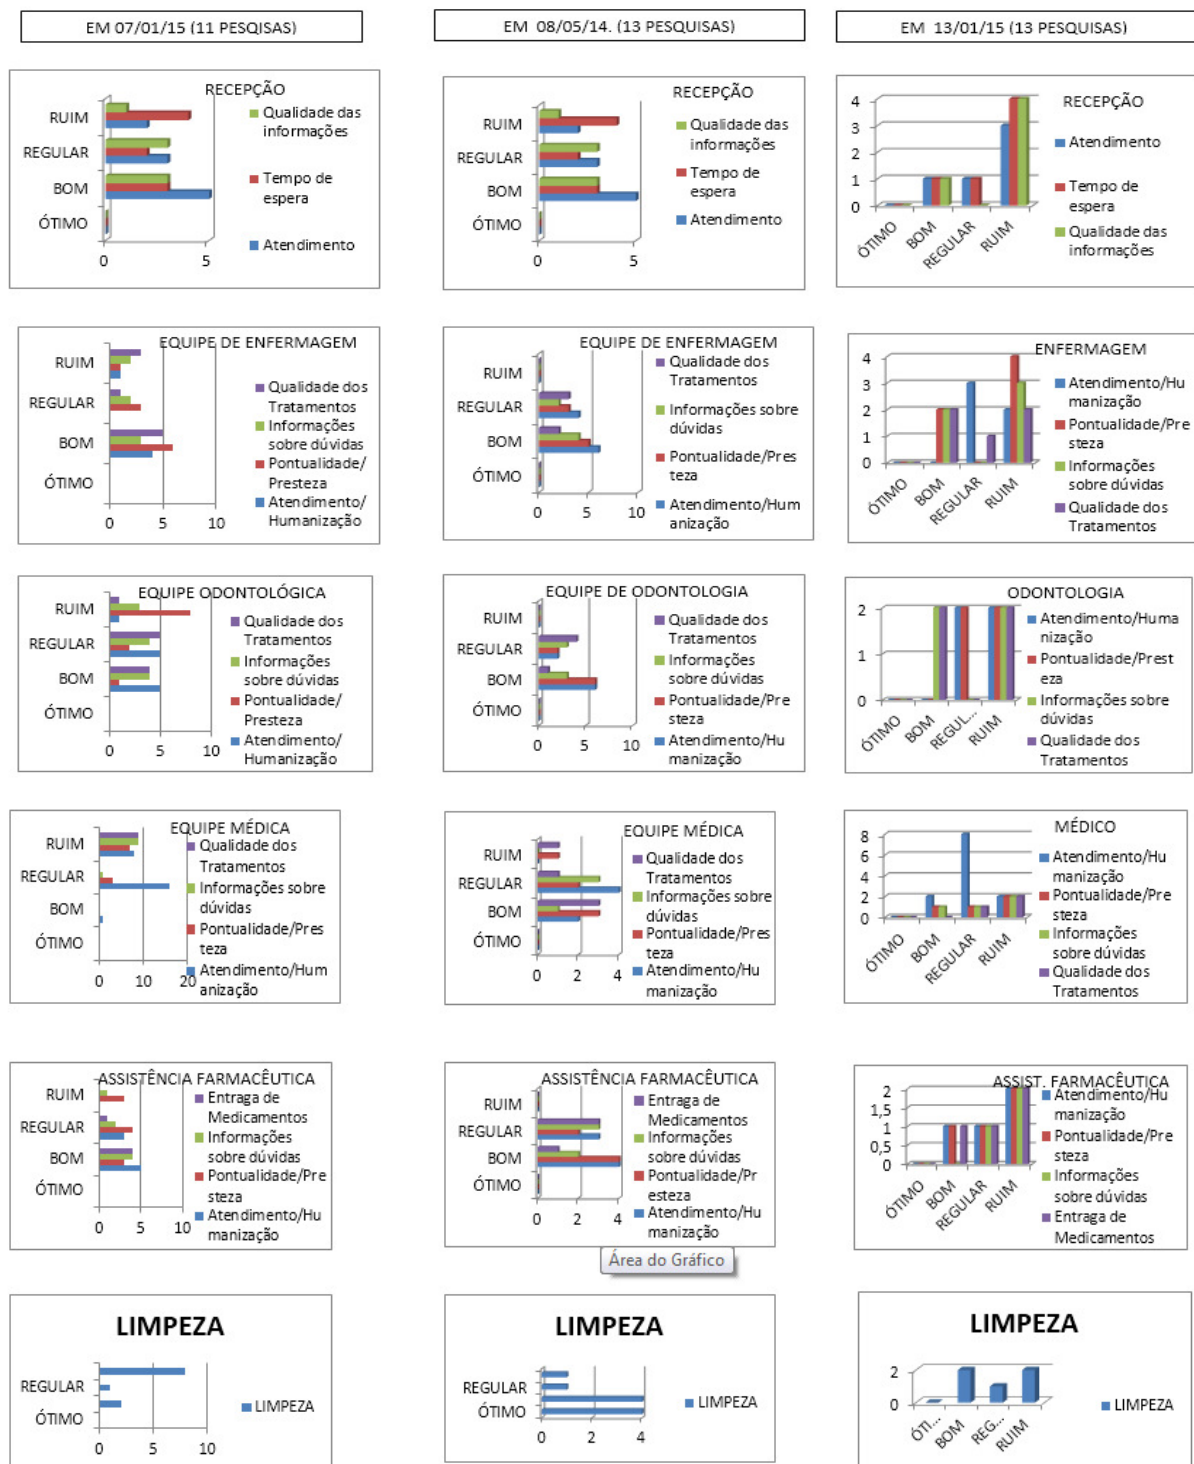 EM 07/01/15 (11 PESQISAS)
EM 08/05/14. (13 PESQUISAS)
EM 13/01/15 (13 PESQUISAS)
RECEPÇÃO
RUIM
REGULAR
BOM
ÓTIMO
0
5
Qualidade das
informações
Tempo de
espera
Atendimento
RECEPÇÃO
RUIM
REGULAR
BOM
ÓTIMO
0
5
Qualidade das
informações
Tempo de
espera
Atendimento
RECEPÇÃO
4
3
2
1
0
ÓTIMO
BOM
REGULAR
RUIM
Atendimento
Tempo de
espera
Qualidade das
informações
EQUIPE DE ENFERMAGEM
RUIM
REGULAR
BOM
ÓTIMO
0
5
10
Qualidade dos
Tratamentos
Informações
sobre dúvidas
Pontualidade/
Presteza
Atendimento/
Humanização
EQUIPE DE ENFERMAGEM
RUIM
REGULAR
BOM
ÓTIMO
0
5
10
Qualidade dos
Tratamentos
Informações sobre
dúvidas
Pontualidade/Pres
teza
Atendimento/Hum
anização
ENFERMAGEM
4
3
2
1
0
ÓTIMO
BOM
REGULAR
RUIM
Atendimento/Hu
manização
Pontualidade/Pre
steza
Informações
sobre dúvidas
Qualidade dos
Tratamentos
EQUIPE ODONTOLÓGICA
RUIM
REGULAR
BOM
ÓTIMO
0
5
10
Qualidade dos
Tratamentos
Informações
sobre dúvidas
Pontualidade/
Presteza
Atendimento/
Humanização
EQUIPE DE ODONTOLOGIA
RUIM
REGULAR
BOM
ÓTIMO
0
5
10
Qualidade dos
Tratamentos
Informações
sobre dúvidas
Pontualidade/Pre
steza
Atendimento/Hu
manização
ODONTOLOGIA
2
1
0
ÓTIMO
BOM
REGUL...
RUIM
Atendimento/Huma
nização
Pontualidade/Prest
eza
Informações sobre
dúvidas
Qualidade dos
Tratamentos
EQUIPE MÉDICA
RUIM
REGULAR
BOM
ÓTIMO
0
10
20
Qualidade dos
Tratamentos
Informações sobre
dúvidas
Pontualidade/Pres
teza
Atendimento/Hum
anização
EQUIPE MÉDICA
RUIM
REGULAR
BOM
ÓTIMO
0
2
4
Qualidade dos
Tratamentos
Informações sobre
dúvidas
Pontualidade/Pres
teza
Atendimento/Hu
manização
MÉDICO
8
6
4
2
0
ÓTIMO
BOM
REGULAR
RUIM
Atendimento/Hu
manização
Pontualidade/Pre
steza
Informações
sobre dúvidas
Qualidade dos
Tratamentos
ASSISTÊNCIA FARMACÊUTICA
RUIM
REGULAR
BOM
ÓTIMO
0
5
10
Entraga de
Medicamentos
Informações
sobre dúvidas
Pontualidade/Pre
steza
Atendimento/Hu
manização
ASSISTÊNCIA FARMACÊUTICA
RUIM
REGULAR
BOM
ÓTIMO
0
2
4
Entraga de
Medicamentos
Informações
sobre dúvidas
Pontualidade/Pr
esteza
Atendimento/Hu
manização
Área do Gráfico
ASSIST. FARMACÊUTICA
2
1,5
1
0,5
0
ÓTIMO
BOM
REGULAR
RUIM
Atendimento/Hu
manização
Pontualidade/Pre
steza
Informações
sobre dúvidas
Entraga de
Medicamentos
LIMPEZA
REGULAR
ÓTIMO
0
5
10
LIMPEZA
LIMPEZA
REGULAR
ÓTIMO
0
2
4
LIMPEZA
LIMPEZA
2
0
ÓTI...
BOM
REG...
RUIM
LIMPEZA